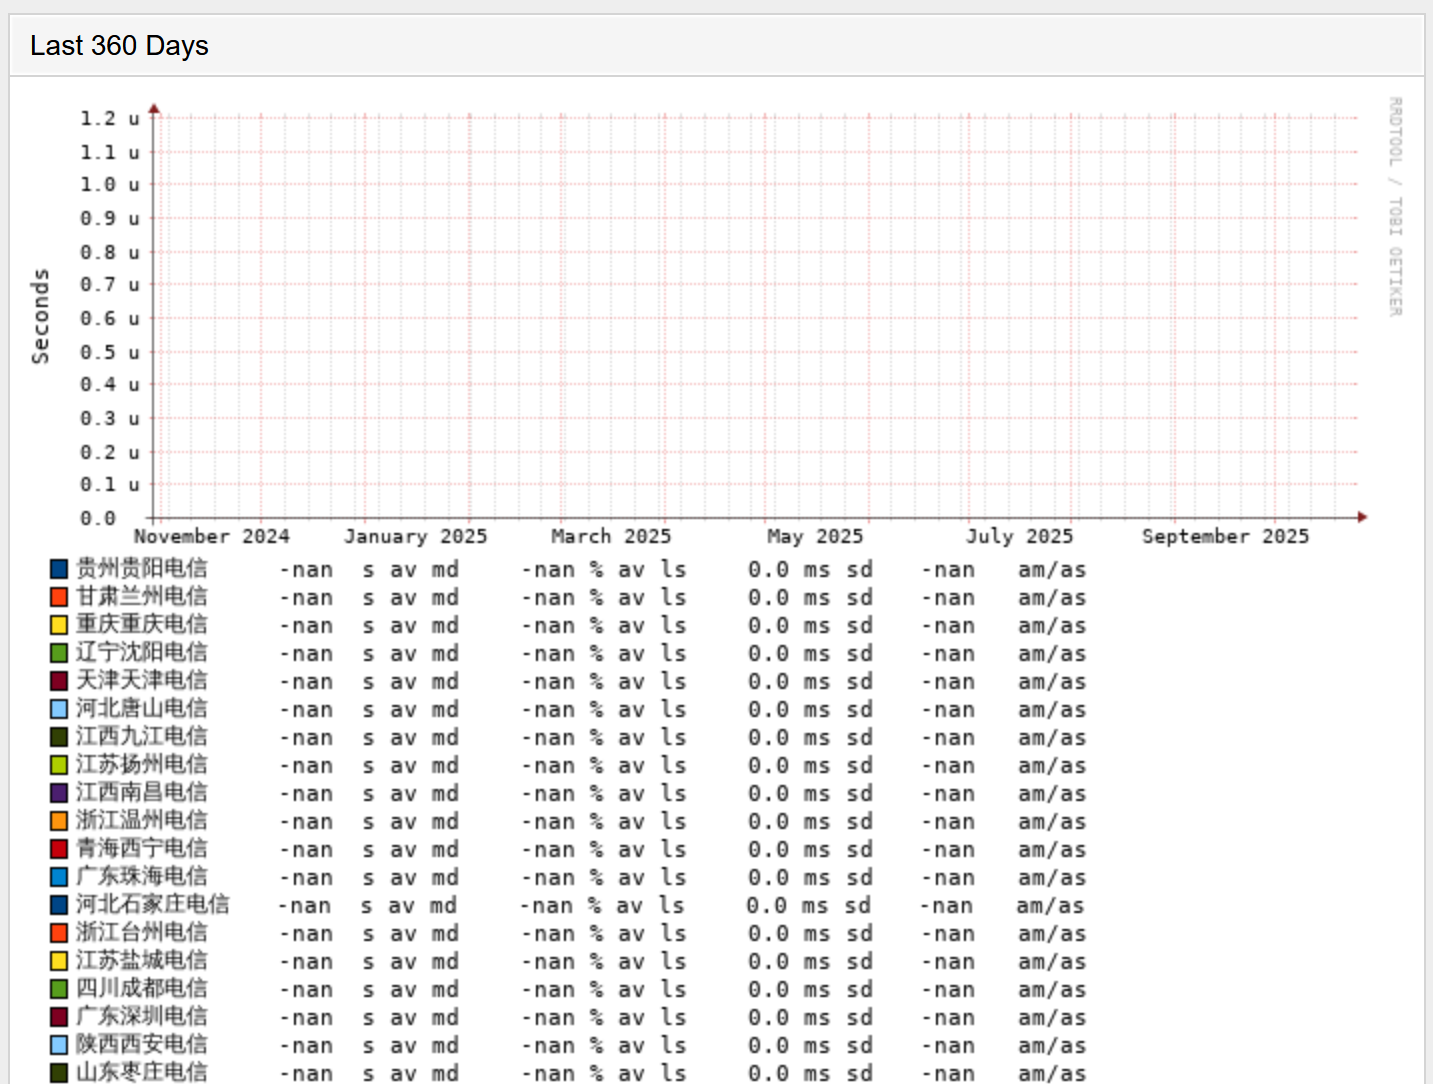 Last 360 Days
RRDTOOL / TOBI OETIKER
Seconds
1.2 u
1.1 u
1.0 u
0.9 u
0.8 u
0.7 u
0.6 u
0.5 u
0.4 u
0.3 u
0.2 u
0.1 u
0.0
November 2024 January 2025 March 2025 May 2025 July 2025 September 2025
贵州贵阳电信 -nan s av md -nan % av ls 0.0 ms sd -nan am/as
甘肃兰州电信 -nan s av md -nan % av ls 0.0 ms sd -nan am/as
重庆重庆电信 -nan s av md -nan % av ls 0.0 ms sd -nan am/as
辽宁沈阳电信 -nan s av md -nan % av ls 0.0 ms sd -nan am/as
天津天津电信 -nan s av md -nan % av ls 0.0 ms sd -nan am/as
河北唐山电信 -nan s av md -nan % av ls 0.0 ms sd -nan am/as
江西九江电信 -nan s av md -nan % av ls 0.0 ms sd -nan am/as
江苏扬州电信 -nan s av md -nan % av ls 0.0 ms sd -nan am/as
江西南昌电信 -nan s av md -nan % av ls 0.0 ms sd -nan am/as
浙江温州电信 -nan s av md -nan % av ls 0.0 ms sd -nan am/as
青海西宁电信 -nan s av md -nan % av ls 0.0 ms sd -nan am/as
广东珠海电信 -nan s av md -nan % av ls 0.0 ms sd -nan am/as
河北石家庄电信 -nan s av md -nan % av ls 0.0 ms sd -nan am/as
浙江台州电信 -nan s av md -nan % av ls 0.0 ms sd -nan am/as
江苏盐城电信 -nan s av md -nan % av ls 0.0 ms sd -nan am/as
四川成都电信 -nan s av md -nan % av ls 0.0 ms sd -nan am/as
广东深圳电信 -nan s av md -nan % av ls 0.0 ms sd -nan am/as
陕西西安电信 -nan s av md -nan % av ls 0.0 ms sd -nan am/as
山东枣庄电信 -nan s av md -nan % av ls 0.0 ms sd -nan am/as